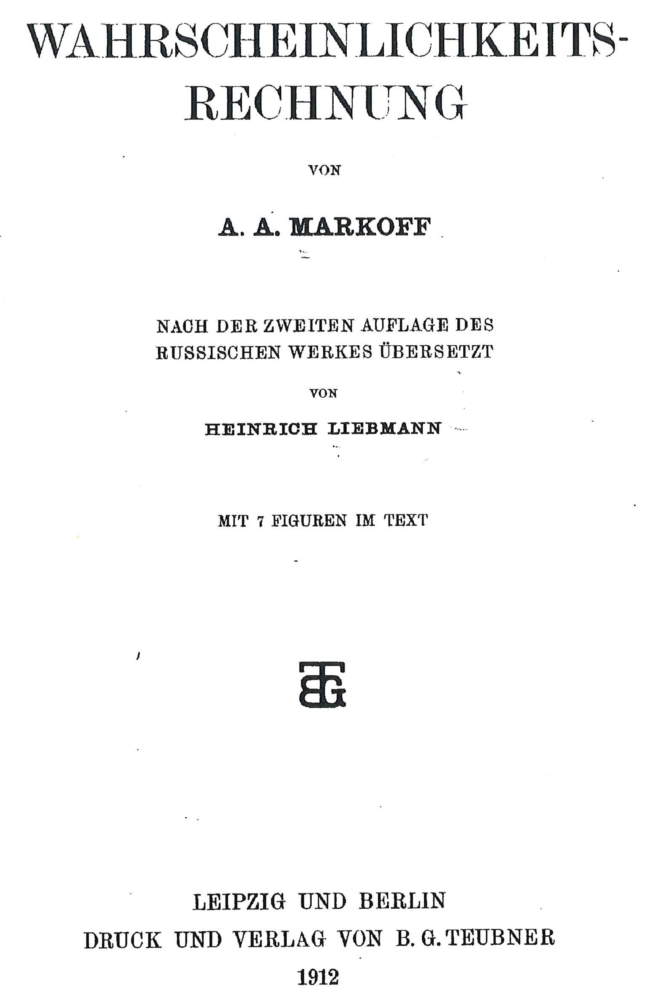 WAHRSCHEINLICHKEITS-
RECHNUNG
VON
A. A. MARKOFF
NACH DER ZWEITEN AUFLAGE DES
RUSSISCHEN WERKES ÜBERSETZT
VON
HEINRICH LIEBMANN
MIT 7 FIGUREN IM TEXT
BTG
LEIPZIG UND BERLIN
DRUCK UND VERLAG VON B. G. TEUBNER
1912